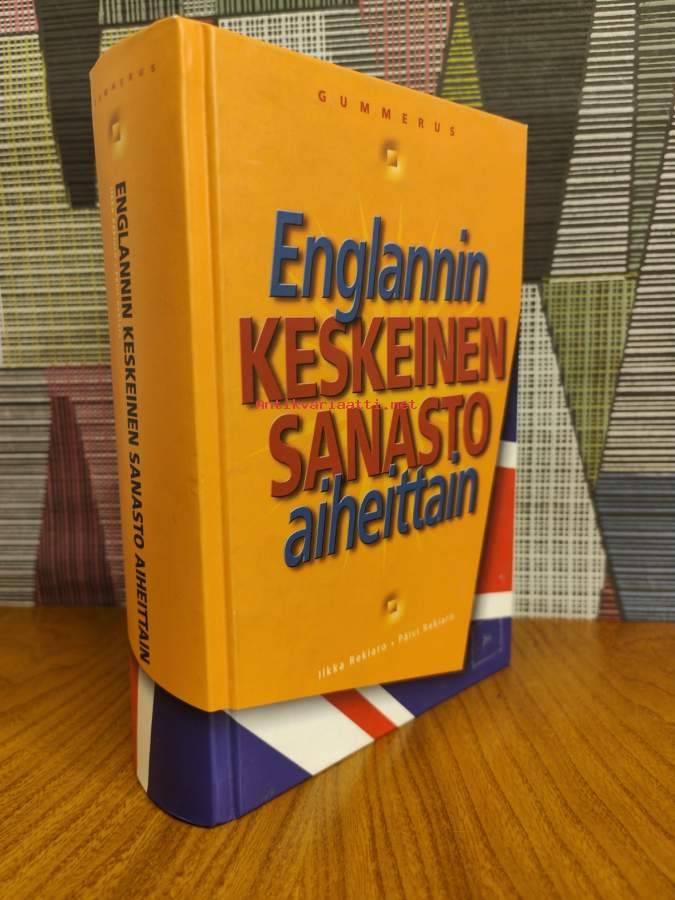 GUMMERUS
Englannin
KESKEINEN
Antikvariaatti.net
SANASTO
aiheittain
Ilkka Rekiaro • Päivi Rekiaro
GUMMERUS
ENGLANNIN KESKEINEN SANASTO AIHEITTAIN